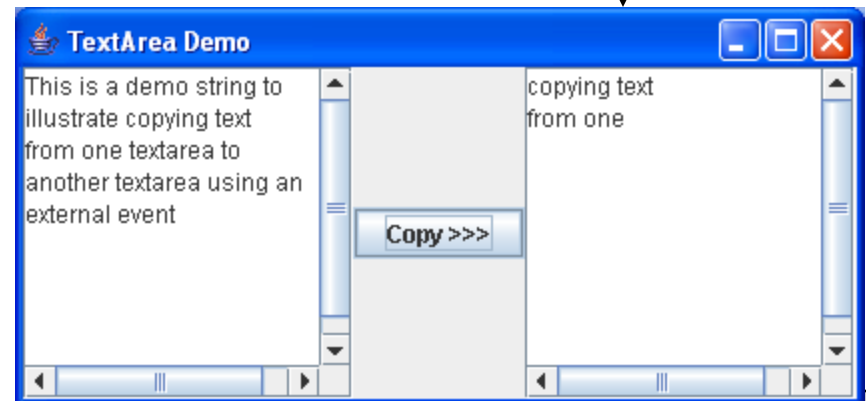 TextArea Demo
This is a demo string to
illustrate copying text
from one textarea to
another textarea using an
external event
Copy >>>
copying text
from one